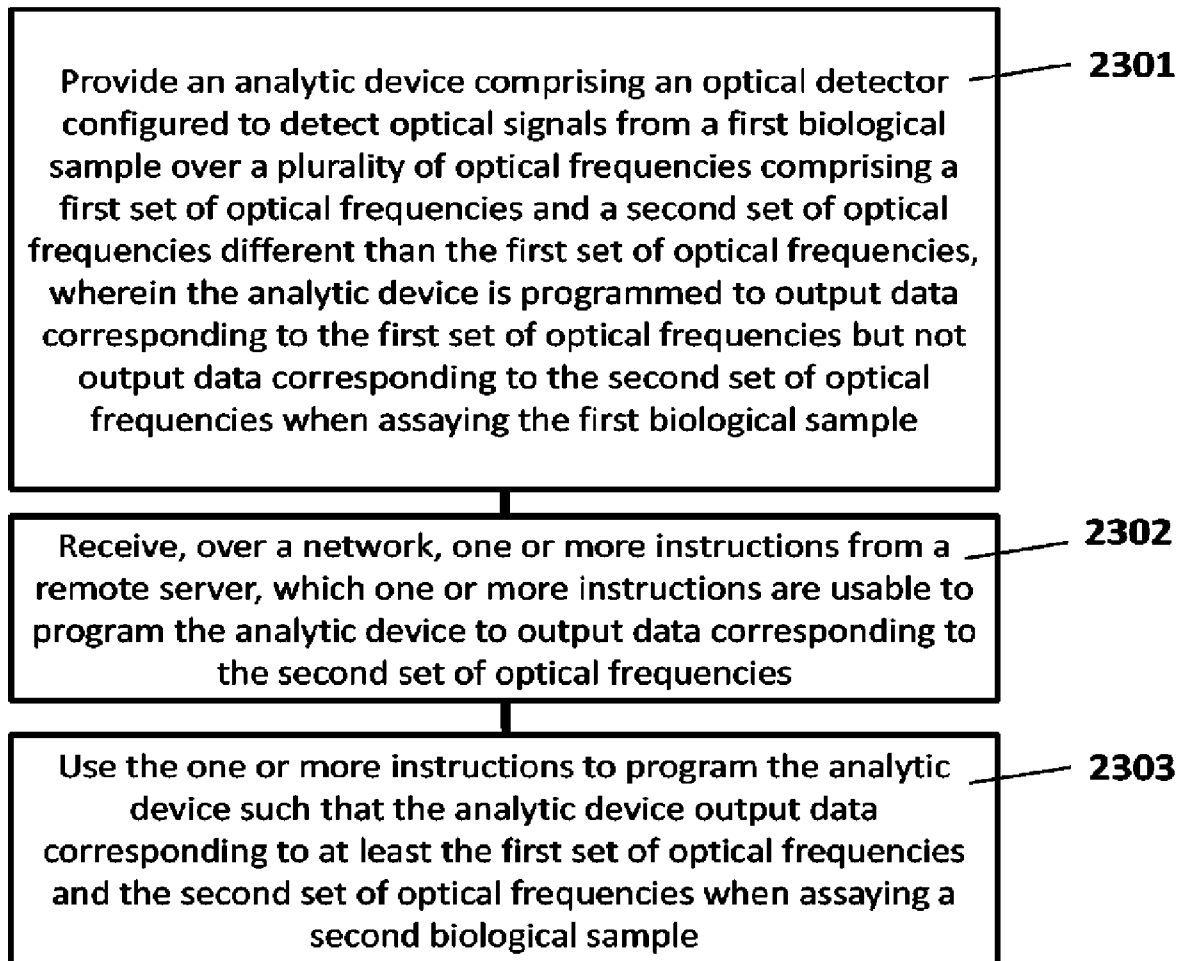 Provide an analytic device comprising an optical detector
configured to detect optical signals from a first biological
sample over a plurality of optical frequencies comprising a
first set of optical frequencies and a second set of optical
frequencies different than the first set of optical frequencies,
wherein the analytic device is programmed to output data
corresponding to the first set of optical frequencies but not
output data corresponding to the second set of optical
frequencies when assaying the first biological sample
2301
Receive, over a network, one or more instructions from a
remote server, which one or more instructions are usable to
program the analytic device to output data corresponding to
the second set of optical frequencies
2302
Use the one or more instructions to program the analytic
device such that the analytic device output data
corresponding to at least the first set of optical frequencies
and the second set of optical frequencies when assaying a
second biological sample
2303